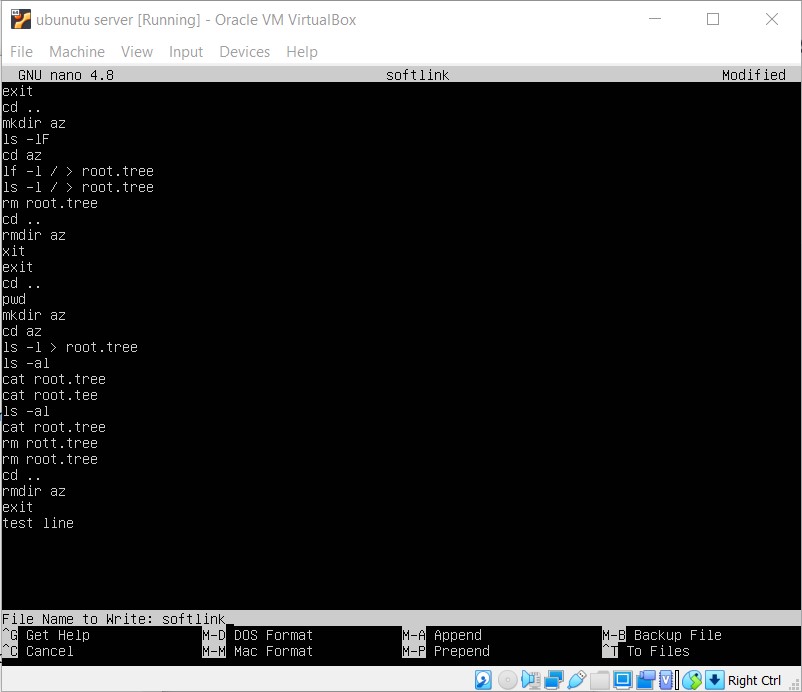 ubunutu server [Running] - Oracle VM VirtualBox
File Machine View Input Devices Help
GNU nano 4.8 softlink Modified
exit
cd ..
mkdir az
ls -lF
cd az
lf -l / > root.tree
ls -l / > root.tree
rm root.tree
cd ..
rmdir az
xit
exit
cd ..
pwd
mkdir az
cd az
ls -l > root.tree
ls -al
cat root.tree
cat root.tee
ls -al
cat root.tree
rm rott.tree
rm root.tree
cd ..
rmdir az
exit
test line
File Name to Write: softlink_
^G Get Help M-D DOS Format M-A Append M-B Backup File
^C Cancel M-M Mac Format M-P Prepend ^T To Files
Right Ctrl